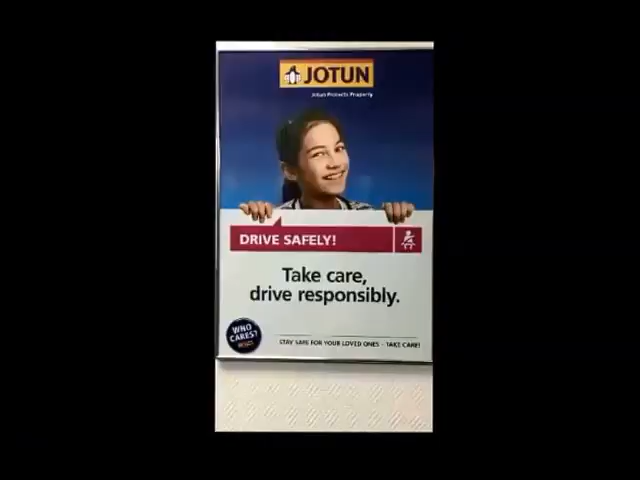 JOTUN
Jotun Protects Property
DRIVE SAFELY!
Take care,
drive responsibly.
WHO
CARES?
STAY SAFE FOR YOUR LOVED ONES - TAKE CARE!